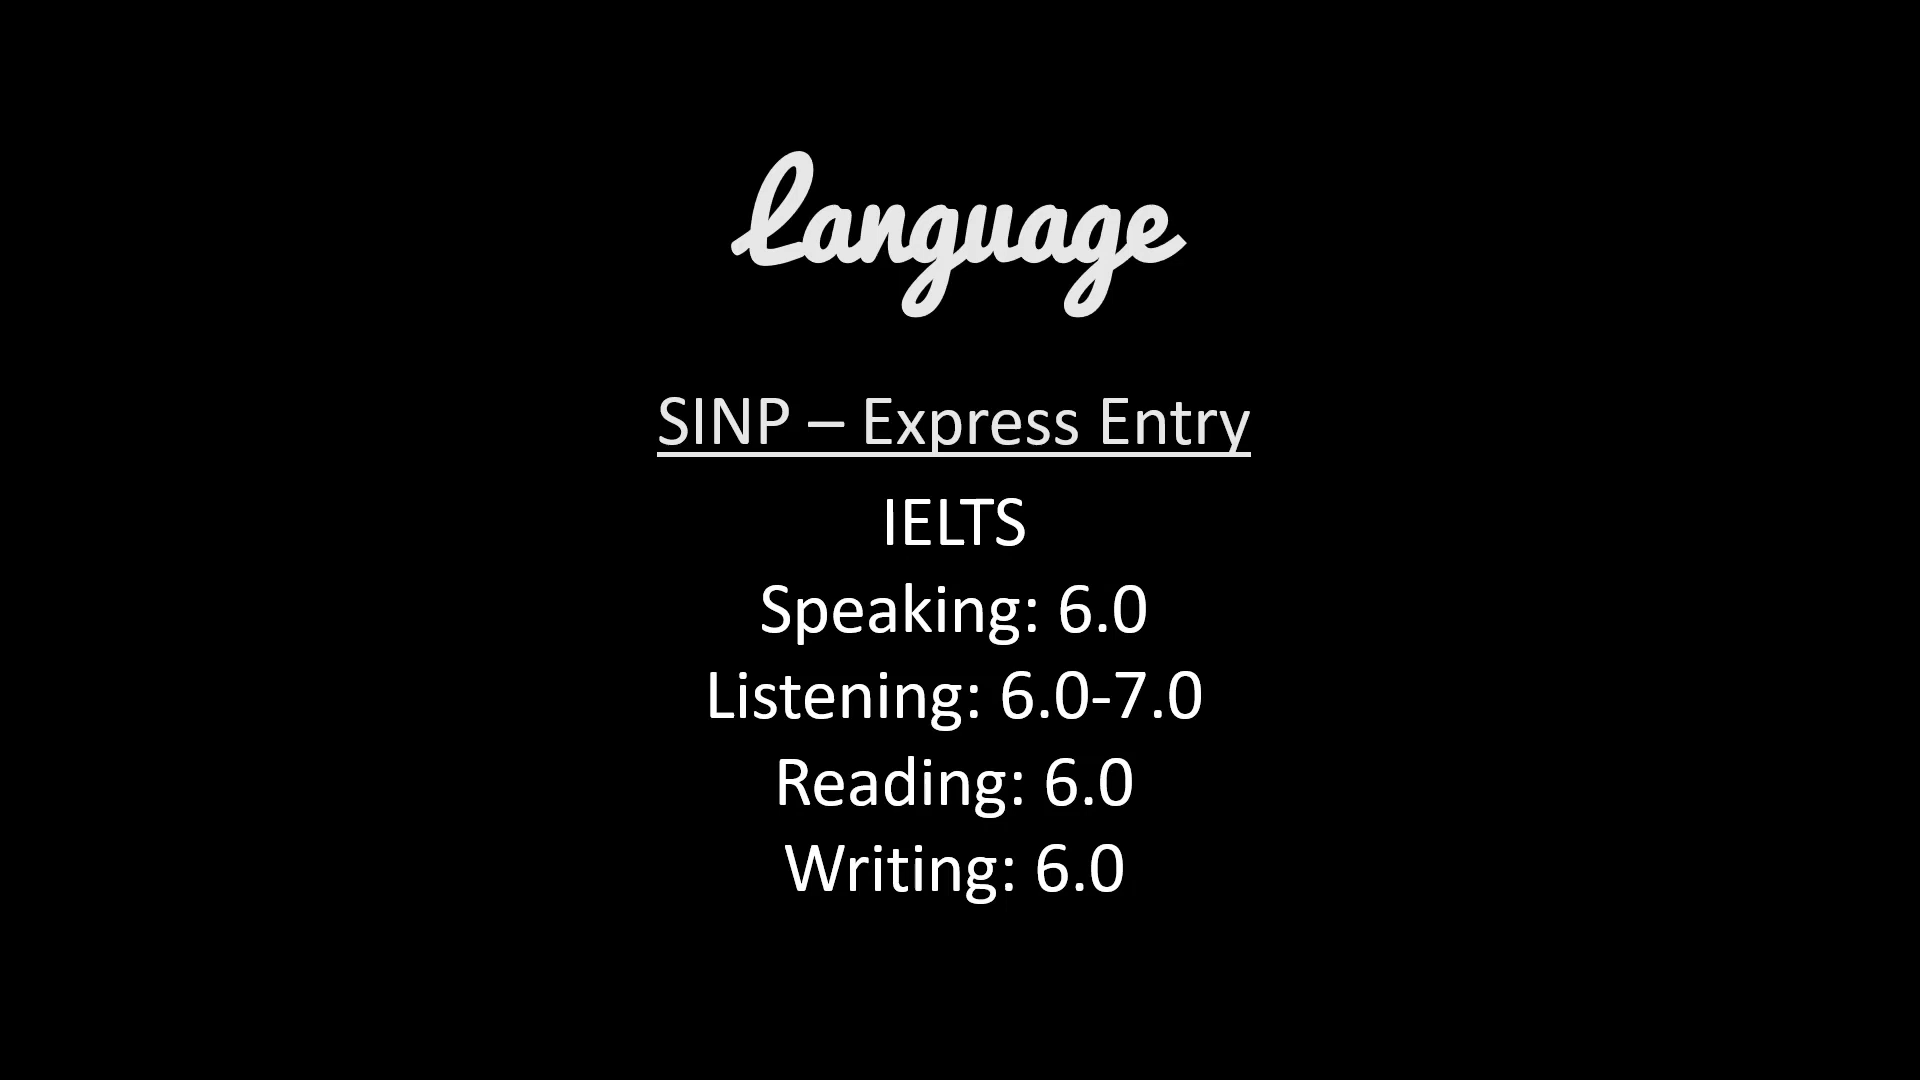 Language
SINP – Express Entry
IELTS
Speaking: 6.0
Listening: 6.0-7.0
Reading: 6.0
Writing: 6.0